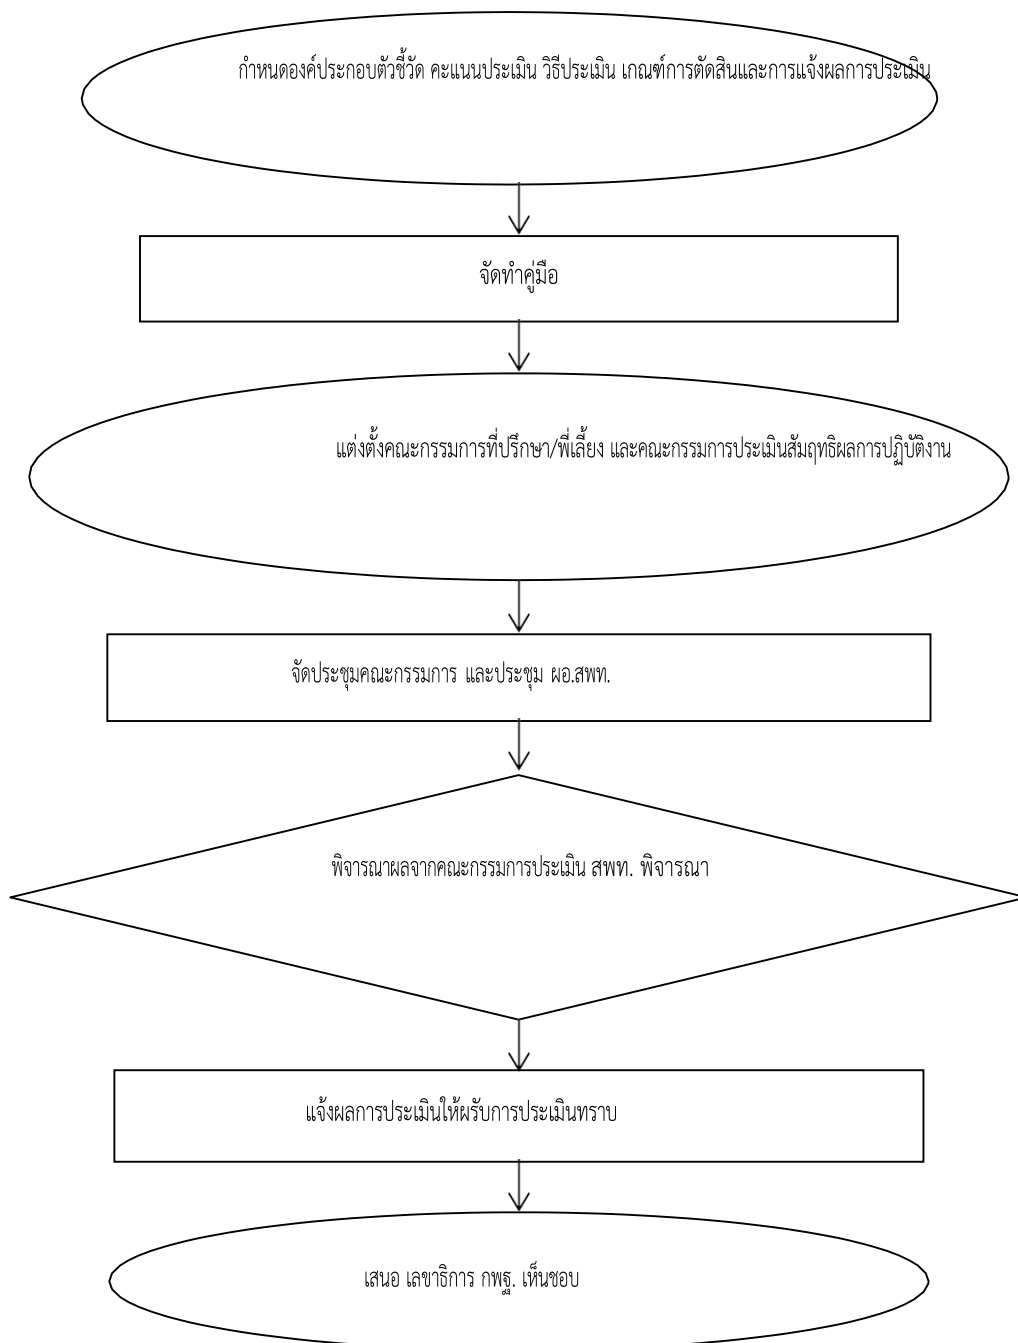 กำหนดองค์ประกอบตัวชี้วัด คะแนนประเมิน วิธีประเมิน เกณฑ์การตัดสินและการแจ้งผลการประเมิน
จัดทำคู่มือ
แต่งตั้งคณะกรรมการที่ปรึกษา/พี่เลี้ยง และคณะกรรมการประเมินสัมฤทธิผลการปฏิบัติงาน
จัดประชุมคณะกรรมการ และประชุม ผอ.สพท.
พิจารณาผลจากคณะกรรมการประเมิน สพท. พิจารณา
แจ้งผลการประเมินให้ผรับการประเมินทราบ
เสนอ เลขาธิการ กพฐ. เห็นชอบ